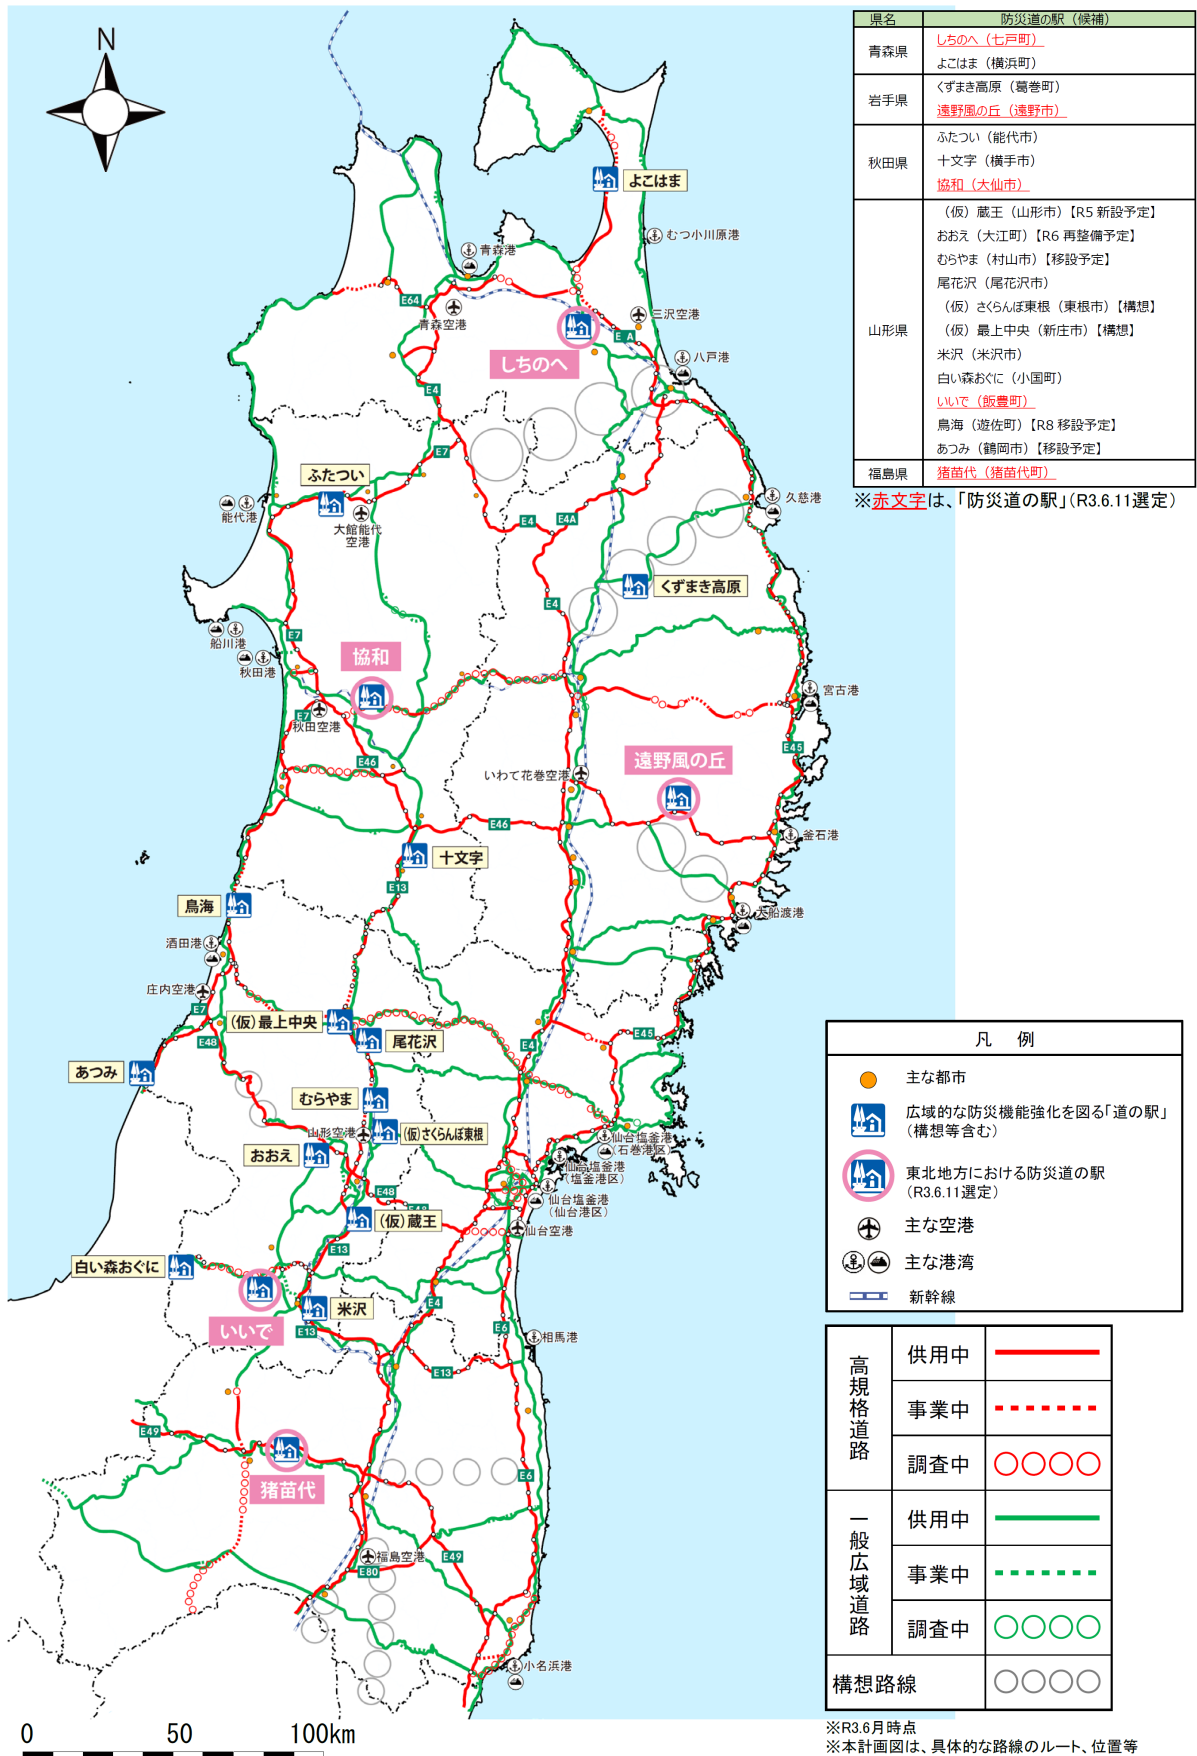 N
県名 防災道の駅（候補）
青森県
しちのへ（七戸町）
よこはま（横浜町）
岩手県
くずまき高原（葛巻町）
遠野風の丘（遠野市）
秋田県
ふたつい（能代市）
十文字（横手市）
協和（大仙市）
山形県
（仮）蔵王（山形市）【R5 新設予定】
おおえ（大江町）【R6 再整備予定】
むらやま（村山市）【移設予定】
尾花沢（尾花沢市）
（仮）さくらんぼ東根（東根市）【構想】
（仮）最上中央（新庄市）【構想】
米沢（米沢市）
白い森おぐに（小国町）
いいで（飯豊町）
鳥海（遊佐町）【R8 移設予定】
あつみ（鶴岡市）【移設予定】
福島県
猪苗代（猪苗代町）
※赤文字は、「防災道の駅」（R3.6.11選定）
よこはま
むつ小川原港
青森港
E64
青森空港
三沢空港
E A
しちのへ
八戸港
E4
E7
ふたつい
能代港
大館能代
空港
久慈港
E4
E4A
くずまき高原
E4
船川港
E7
秋田港
協和
宮古港
E7
秋田空港
E45
E46
遠野風の丘
いわて花巻空港
E46
釜石港
十文字
E13
鳥海
大船渡港
酒田港
庄内空港
E7
（仮）最上中央
E48
尾花沢
E4
E45
あつみ
むらやま
山形空港
（仮）さくらんぼ東根
仙台塩釜港
（石巻港区）
おおえ
仙台塩釜港
（塩釜港区）
E48
仙台塩釜港
（仙台港区）
E48
（仮）蔵王
仙台空港
E13
白い森おぐに
いいで
米沢
E4
E13
E6
相馬港
E13
E49
猪苗代
E6
福島空港
E49
E80
小名浜港
凡 例
主な都市
広域的な防災機能強化を図る「道の駅」
（構想等含む）
東北地方における防災道の駅
（R3.6.11選定）
主な空港
主な港湾
新幹線
高規格道路
供用中
事業中
調査中
一般広域道路
供用中
事業中
調査中
構想路線
0 50 100km
※R3.6月時点
※本計画図は、具体的な路線のルート、位置等